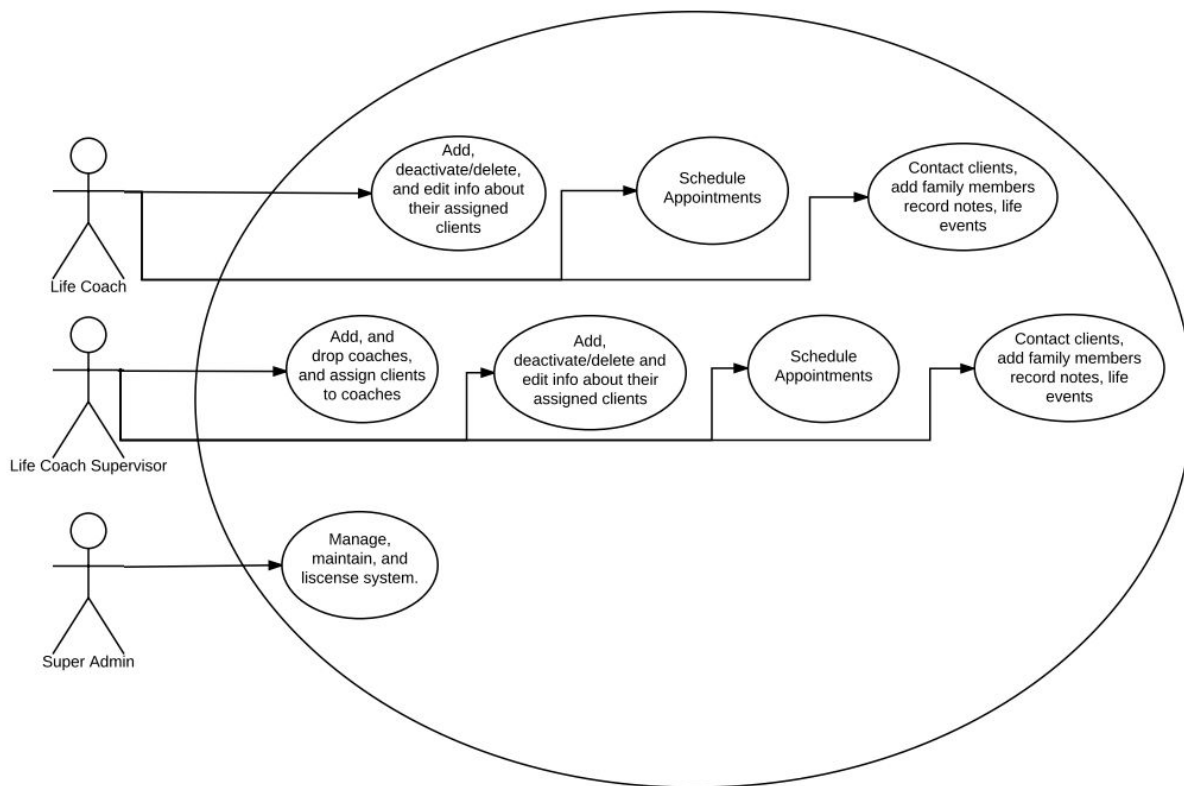 Add,
deactivate/delete,
and edit info about
their assigned
clients
Schedule
Appointments
Contact clients,
add family members
record notes, life
events
Life Coach
Add, and
drop coaches,
and assign clients
to coaches
Add,
deactivate/delete and
edit info about their
assigned clients
Schedule
Appointments
Contact clients,
add family members
record notes, life
events
Life Coach Supervisor
Manage,
maintain, and
liscense system.
Super Admin